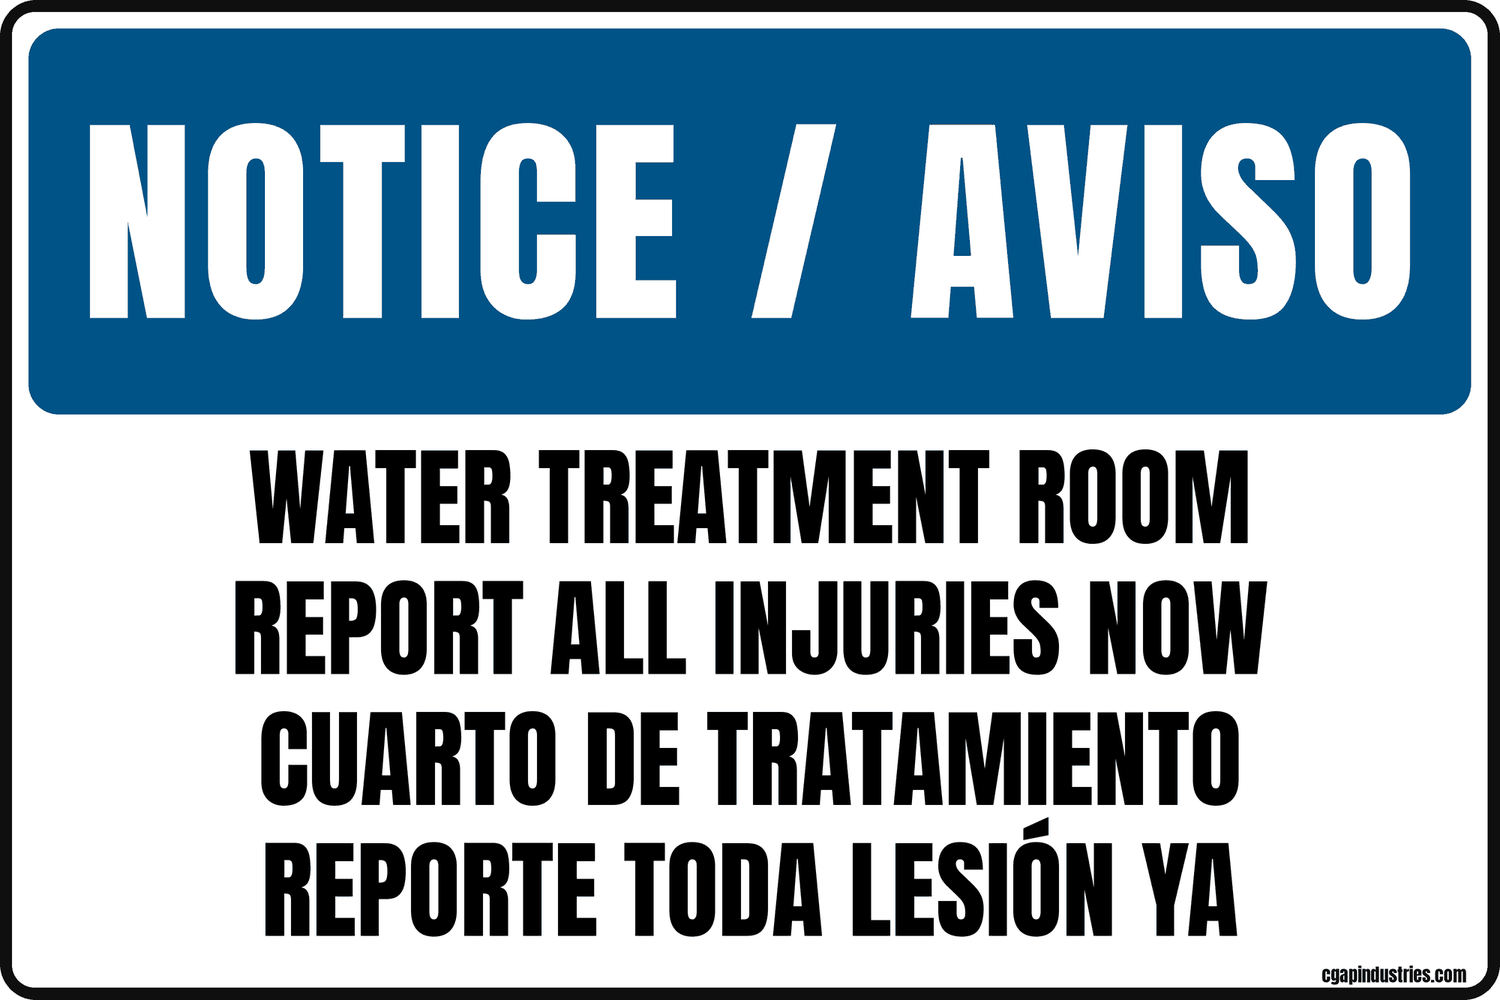 NOTICE / AVISO
WATER TREATMENT ROOM
REPORT ALL INJURIES NOW
CUARTO DE TRATAMIENTO
REPORTE TODA LESIÓN YA
cgapindustries.com